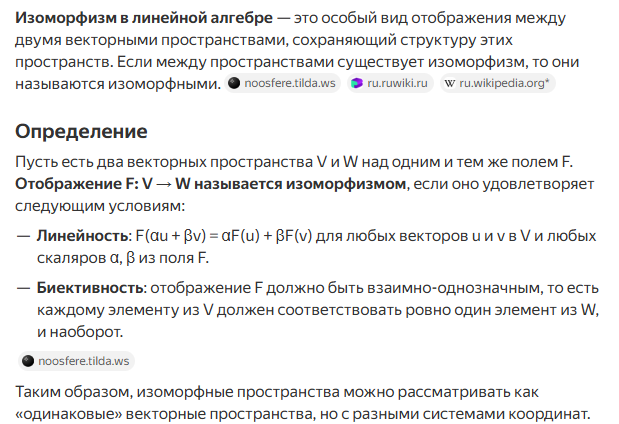 Изоморфизм в линейной алгебре — это особый вид отображения между
двумя векторными пространствами, сохраняющий структуру этих
пространств. Если между пространствами существует изоморфизм, то они
называются изоморфными. noosfere.tilda.ws ru.ruwiki.ru W ru.wikipedia.org*
Определение
Пусть есть два векторных пространства V и W над одним и тем же полем F.
Отображение F: V → W называется изоморфизмом, если оно удовлетворяет
следующим условиям:
— Линейность: F(αu + βv) = αF(u) + βF(v) для любых векторов u и v в V и любых
скаляров α, β из поля F.
— Биективность: отображение F должно быть взаимно-однозначным, то есть
каждому элементу из V должен соответствовать ровно один элемент из W,
и наоборот.
noosfere.tilda.ws
Таким образом, изоморфные пространства можно рассматривать как
«одинаковые» векторные пространства, но с разными системами координат.